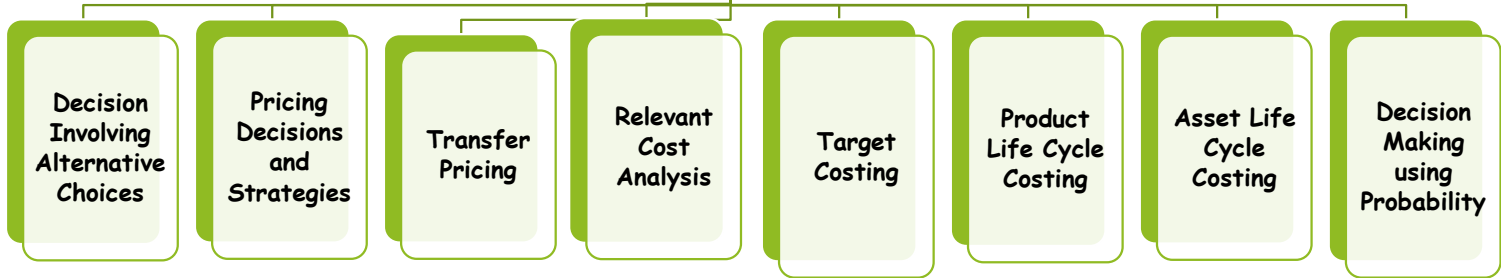 Decision
Involving
Alternative
Choices
Pricing
Decisions
and
Strategies
Transfer
Pricing
Relevant
Cost
Analysis
Target
Costing
Product
Life Cycle
Costing
Asset Life
Cycle
Costing
Decision
Making
using
Probability